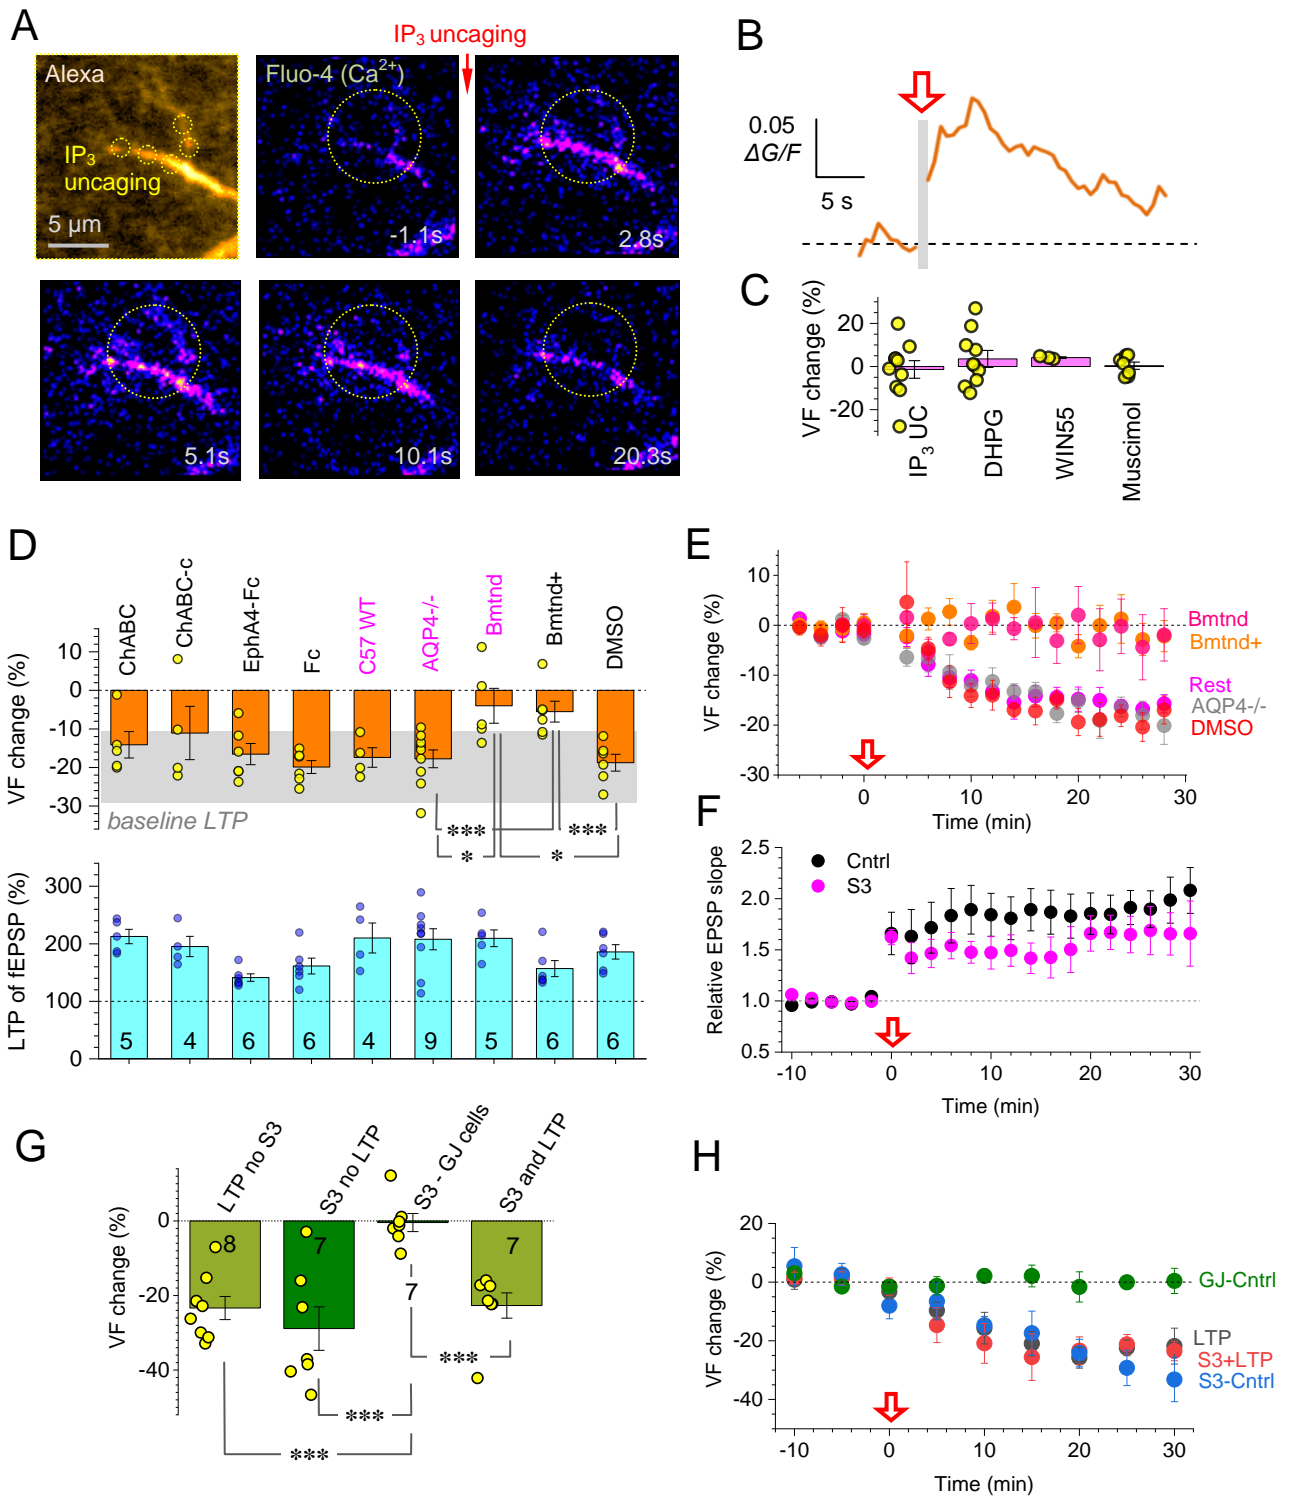 A
IP3 uncaging
Alexa
IP3
uncaging
5 µm
Fluo-4 (Ca2+)
-1.1s
2.8s
5.1s
10.1s
20.3s
B
0.05
ΔG/F
5 s
C
VF change (%)
20
0
-20
IP3 UC
DHPG
WIN55
Muscimol
D
ChABC
ChABC-c
EphA4-Fc
Fc
C57 WT
AQP4-/-
Bmtnd
Bmtnd+
DMSO
VF change (%)
10
0
-10
-20
-30
baseline LTP
*** ***
* *
LTP of fEPSP (%)
300
200
100
0
5 4 6 6 4 9 5 6 6
E
VF change (%)
10
0
-10
-20
-30
Bmtnd
Bmtnd+
Rest
AQP4-/-
DMSO
0 10 20 30
Time (min)
F
Relative EPSP slope
2.5
2.0
1.5
1.0
0.5
Cntrl
S3
-10 0 10 20 30
Time (min)
G
LTP no S3
S3 no LTP
S3 - GJ cells
S3 and LTP
VF change (%)
0
-20
-40
8 7 7 7
***
***
***
H
VF change (%)
20
0
-20
-40
GJ-Cntrl
LTP
S3+LTP
S3-Cntrl
-10 0 10 20 30
Time (min)